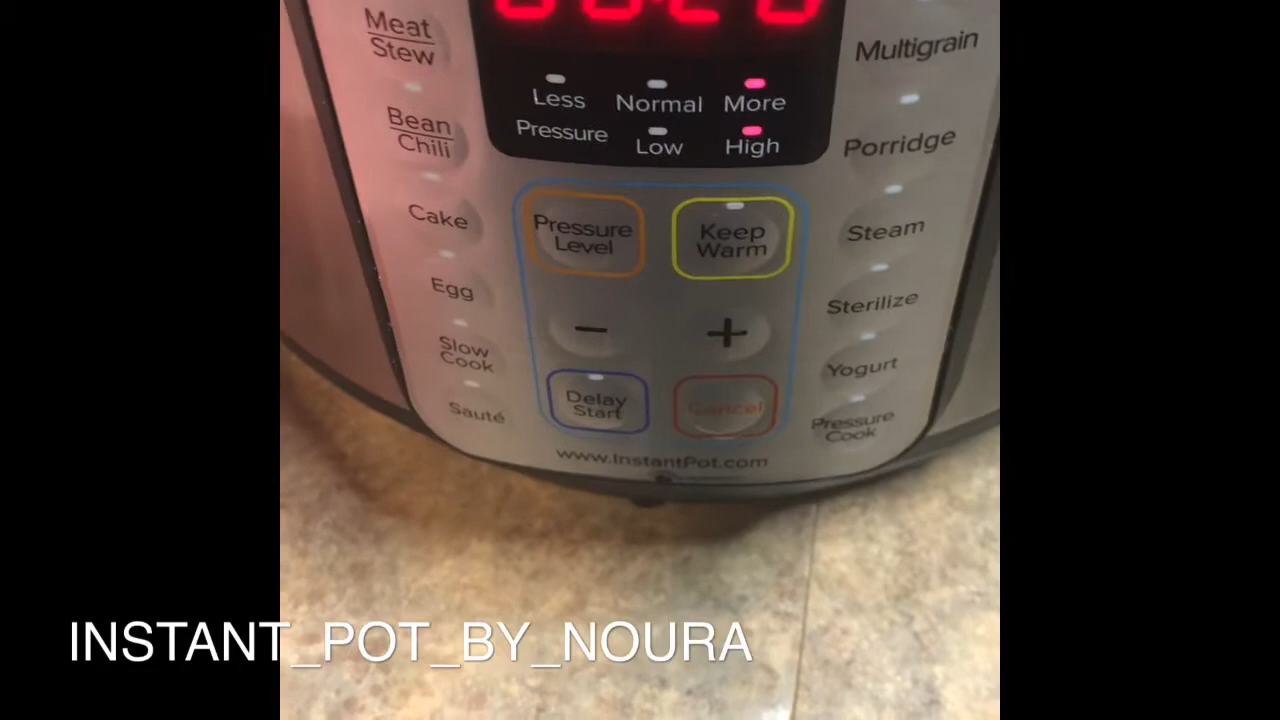 Meat
Stew
Bean
Chili
Cake
Egg
Slow
Cook
Sauté
Less
Normal
More
Pressure
Low
High
Pressure
Level
Keep
Warm
−
+
Delay
Start
Cancel
www.InstantPot.com
Multigrain
Porridge
Steam
Sterilize
Yogurt
Pressure
Cook
INSTANT_POT_BY_NOURA